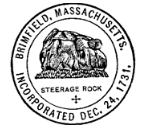 BRIMFIELD, MASSACHUSETTS.
STEERAGE ROCK
INCORPORATED DEC. 24, 1731.